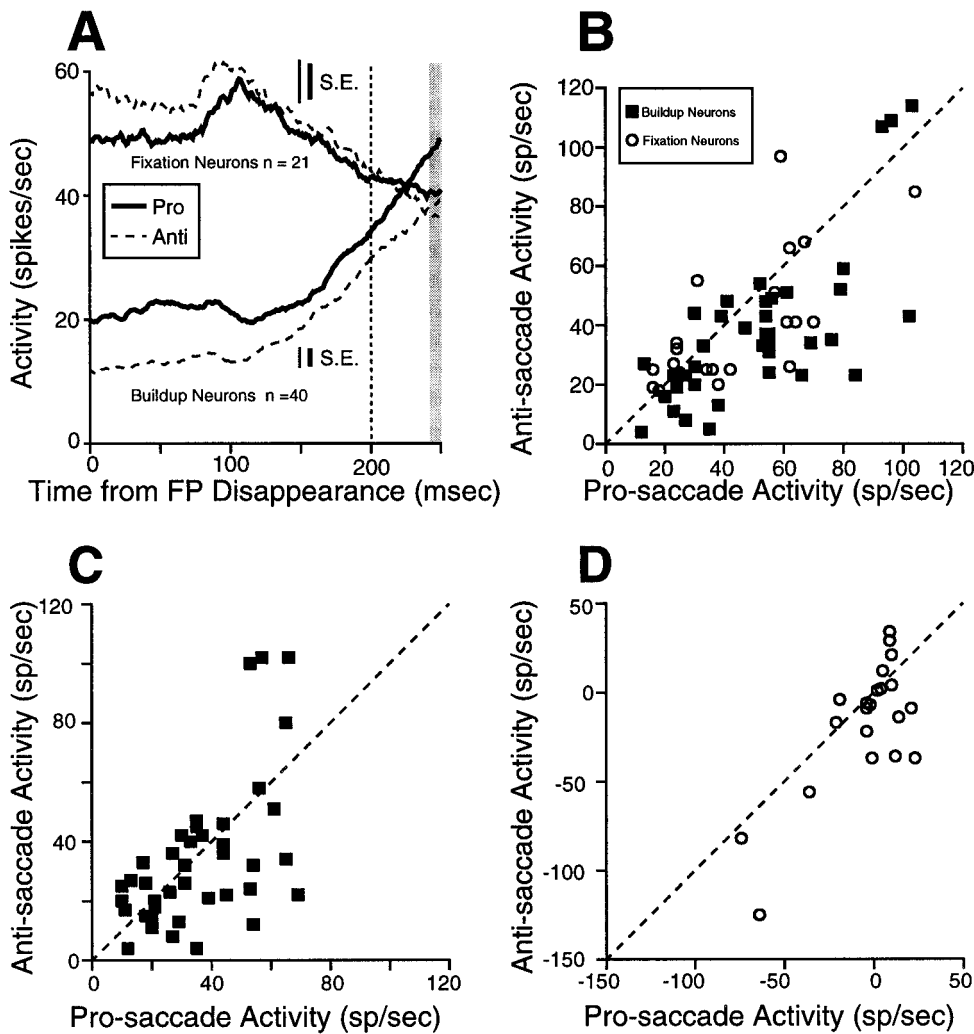 A
60
40
20
0
Activity (spikes/sec)
S.E.
Fixation Neurons n = 21
Pro
Anti
S.E.
Buildup Neurons n =40
0
100
200
Time from FP Disappearance (msec)
B
120
100
80
60
40
20
0
Anti-saccade Activity (sp/sec)
Buildup Neurons
Fixation Neurons
0
20
40
60
80
100
120
Pro-saccade Activity (sp/sec)
C
120
80
40
0
Anti-saccade Activity (sp/sec)
0
40
80
120
Pro-saccade Activity (sp/sec)
D
50
0
-50
-100
-150
Anti-saccade Activity (sp/sec)
-150
-100
-50
0
50
Pro-saccade Activity (sp/sec)